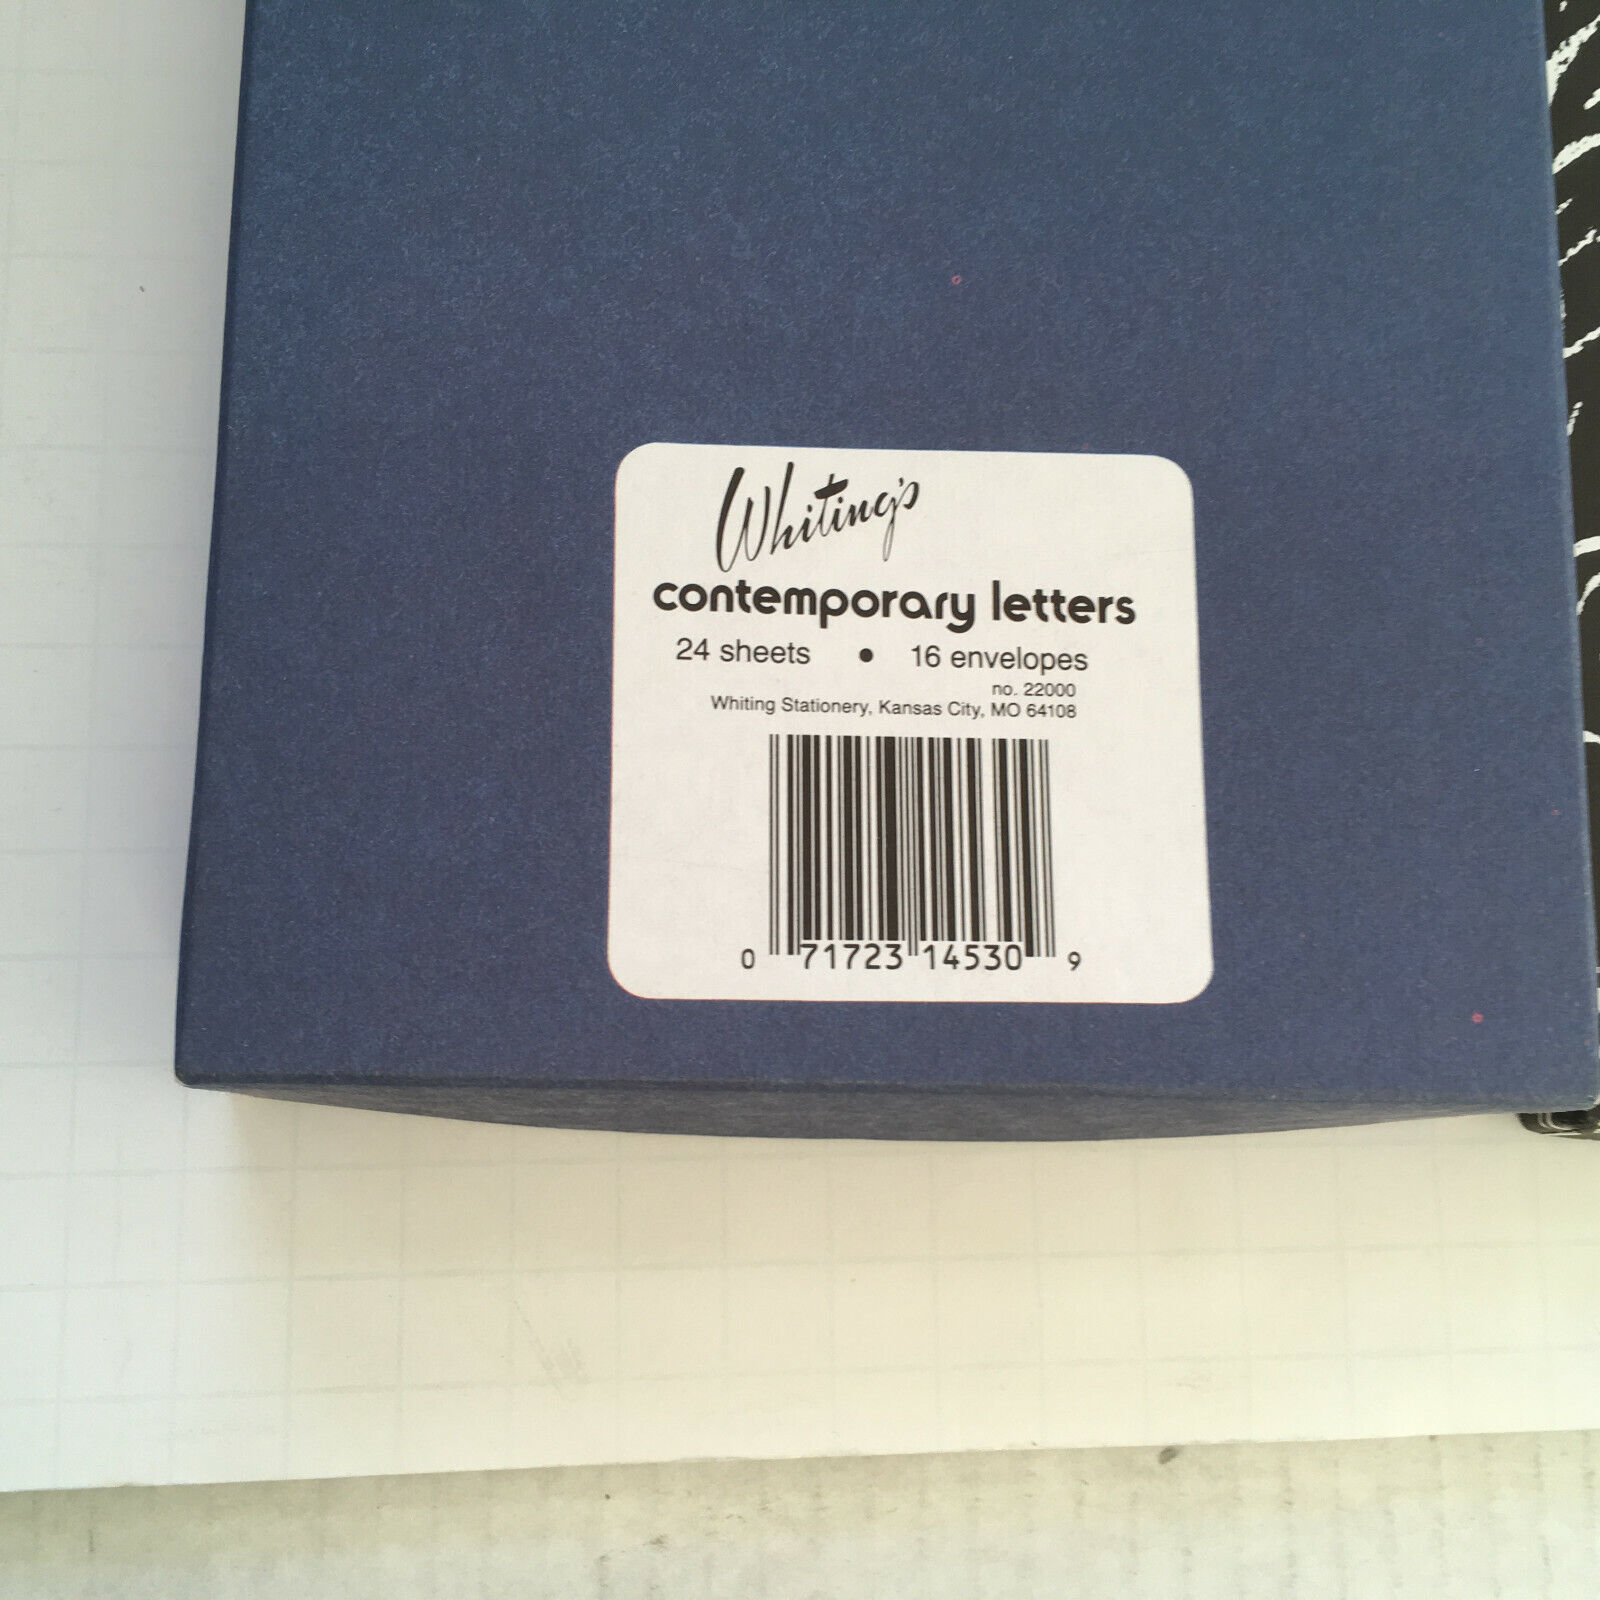 Whiting's
contemporary letters
24 sheets • 16 envelopes
no. 22000
Whiting Stationery, Kansas City, MO 64108
0 71723 14530 9